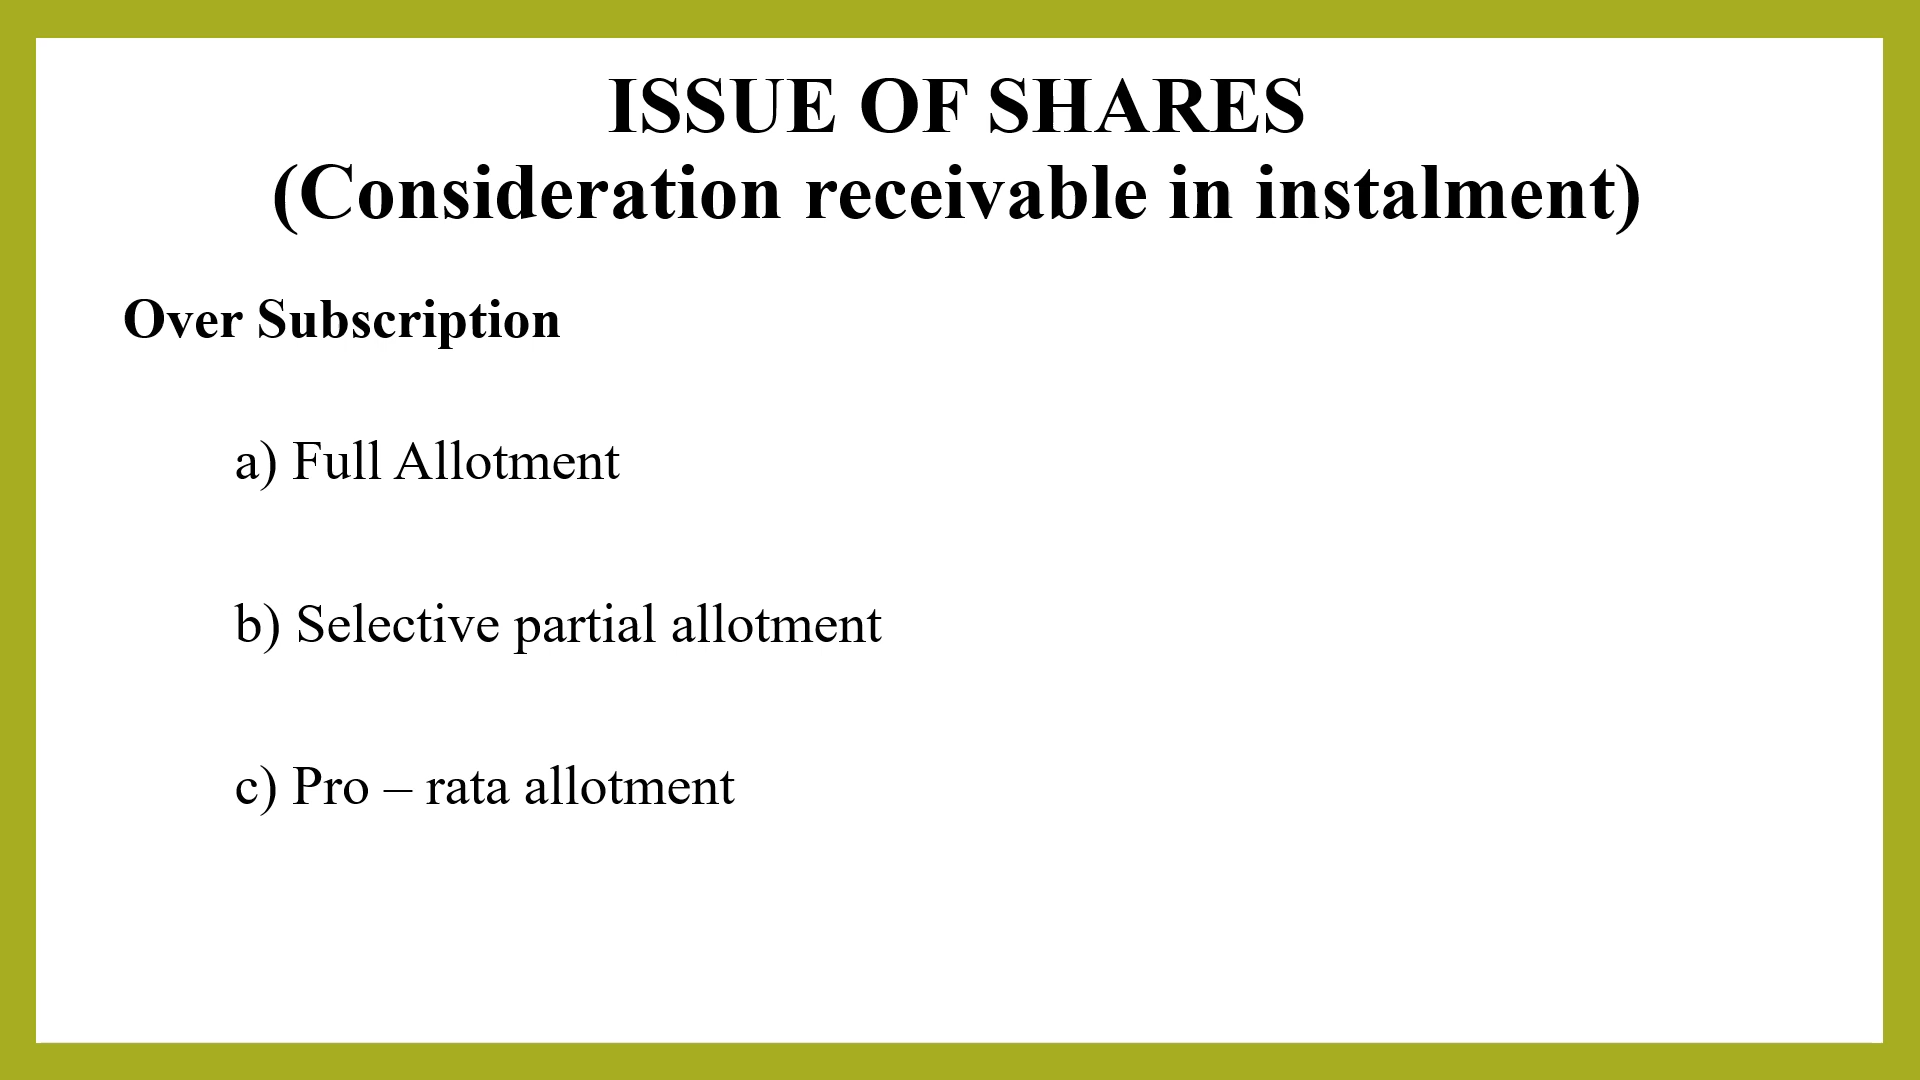 ISSUE OF SHARES
(Consideration receivable in instalment)
Over Subscription
a) Full Allotment
b) Selective partial allotment
c) Pro – rata allotment